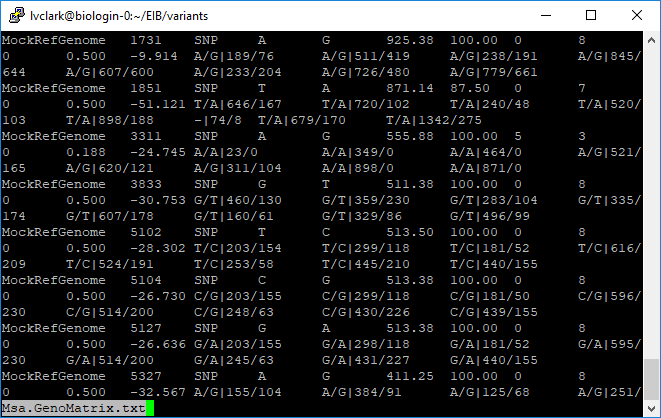 lvclark@biologin-0:~/EIB/variants
MockRefGenome 1731 SNP A G 925.38 100.00 0 8
0 0.500 -9.914 A/G|189/76 A/G|511/419 A/G|238/191 A/G|845/
644 A/G|607/600 A/G|233/204 A/G|726/480 A/G|779/661
MockRefGenome 1851 SNP T A 871.14 87.50 0 7
0 0.500 -51.121 T/A|646/167 T/A|720/102 T/A|240/48 T/A|520/
103 T/A|898/188 -|74/8 T/A|679/170 T/A|1342/275
MockRefGenome 3311 SNP A G 555.88 100.00 5 3
0 0.188 -24.745 A/A|23/0 A/A|349/0 A/A|464/0 A/G|521/
165 A/G|620/121 A/G|311/104 A/A|898/0 A/A|871/0
MockRefGenome 3833 SNP G T 511.38 100.00 0 8
0 0.500 -30.753 G/T|460/130 G/T|359/230 G/T|283/104 G/T|335/
174 G/T|607/178 G/T|160/61 G/T|329/86 G/T|496/99
MockRefGenome 5102 SNP T C 513.50 100.00 0 8
0 0.500 -28.302 T/C|203/154 T/C|299/118 T/C|181/52 T/C|616/
209 T/C|524/191 T/C|253/58 T/C|445/210 T/C|440/155
MockRefGenome 5104 SNP C G 513.38 100.00 0 8
0 0.500 -26.730 C/G|203/155 C/G|299/118 C/G|181/50 C/G|596/
230 C/G|514/200 C/G|248/63 C/G|430/226 C/G|439/155
MockRefGenome 5127 SNP G A 513.38 100.00 0 8
0 0.500 -26.636 G/A|203/155 G/A|298/118 G/A|181/50 G/A|595/
230 G/A|514/200 G/A|245/63 G/A|431/227 G/A|440/155
MockRefGenome 5327 SNP A G 411.25 100.00 0 8
0 0.500 -32.567 A/G|155/104 A/G|384/91 A/G|125/68 A/G|251/
Msa.GenoMatrix.txt